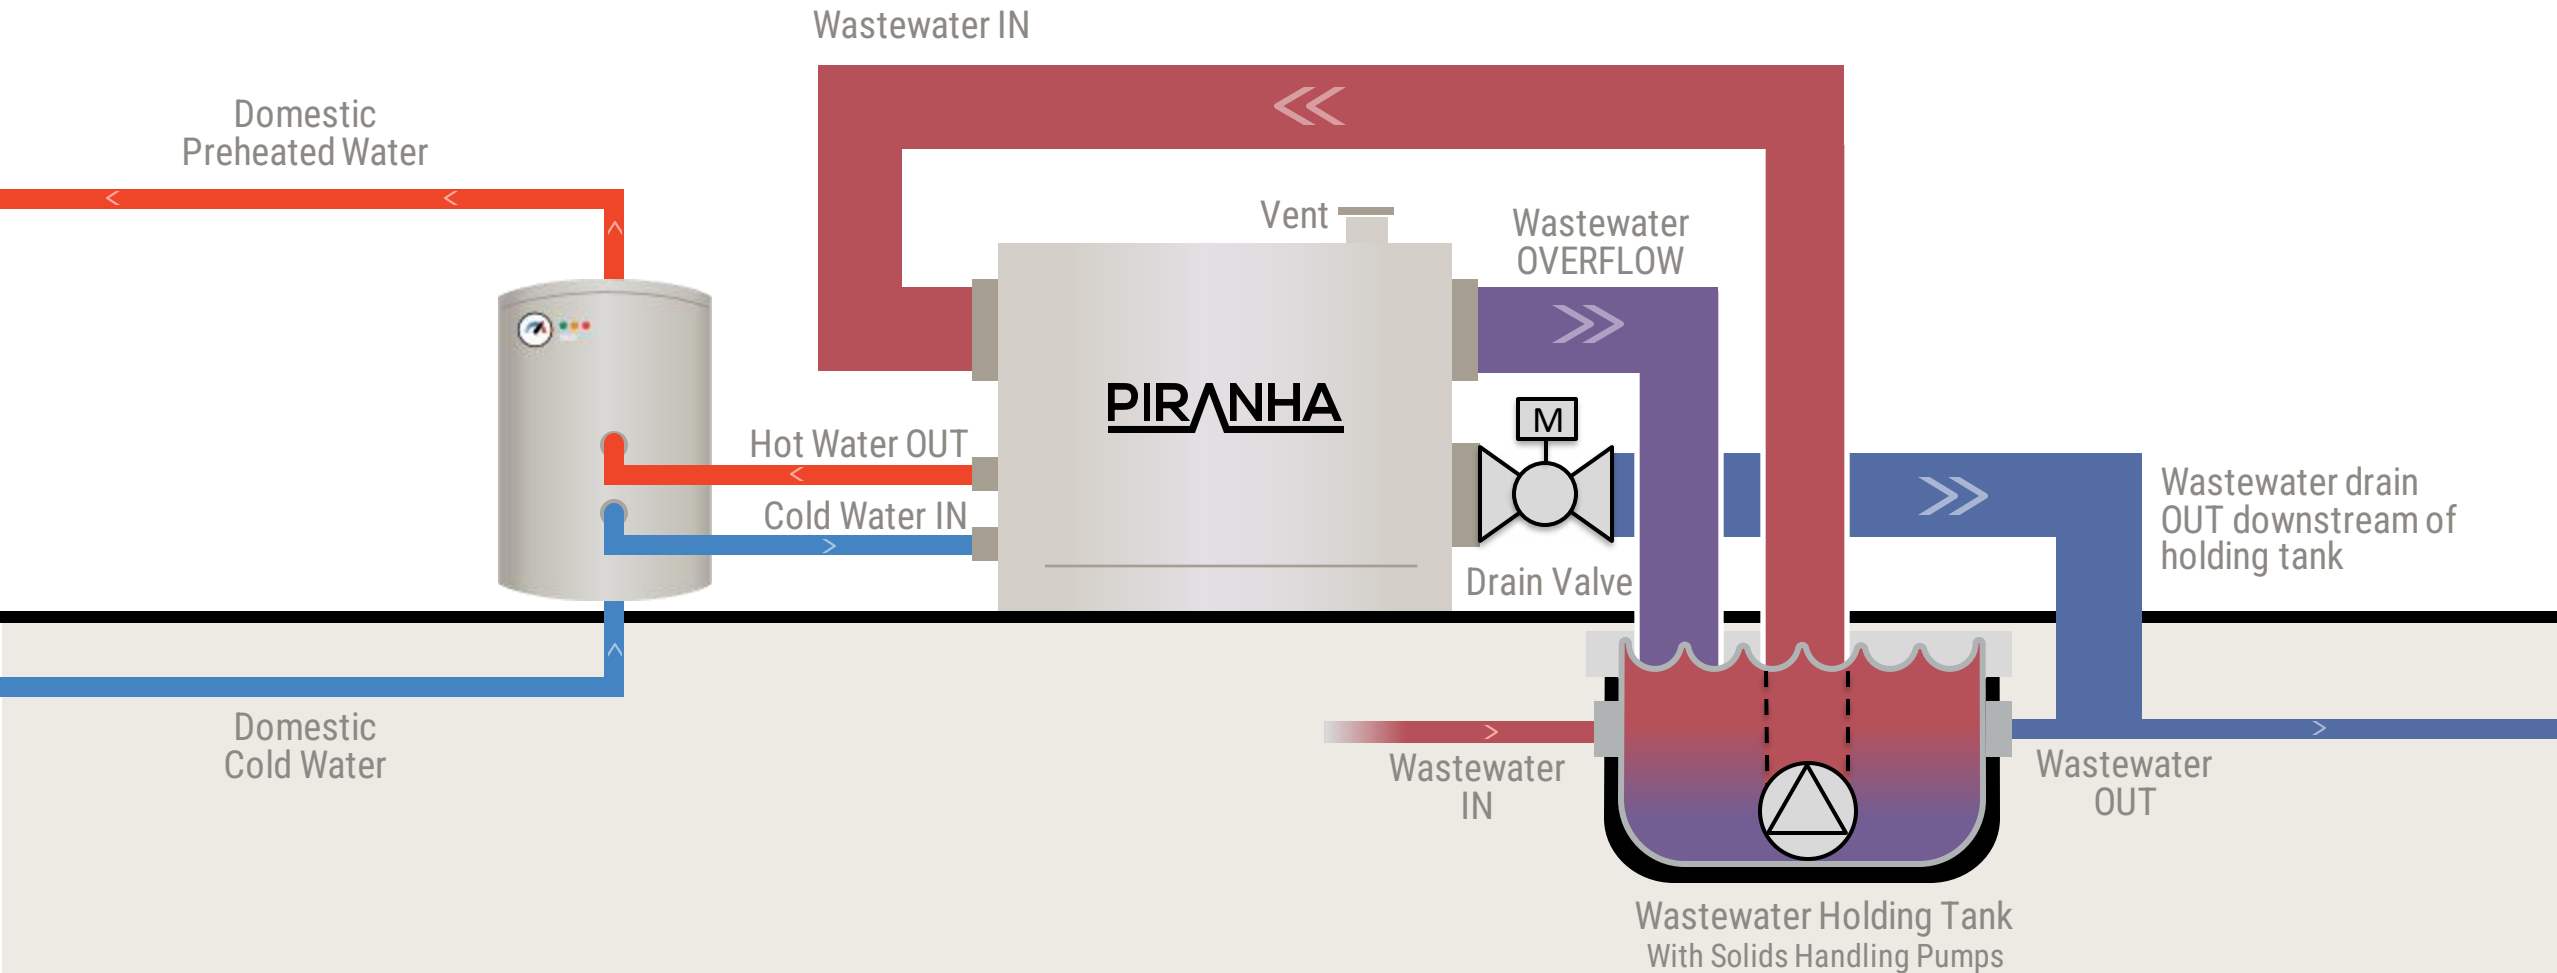 Wastewater IN
Domestic
Preheated Water
Vent
Wastewater
OVERFLOW
PIRANHA
M
Hot Water OUT
Cold Water IN
Drain Valve
Wastewater drain
OUT downstream of
holding tank
Domestic
Cold Water
Wastewater
IN
Wastewater
OUT
Wastewater Holding Tank
With Solids Handling Pumps